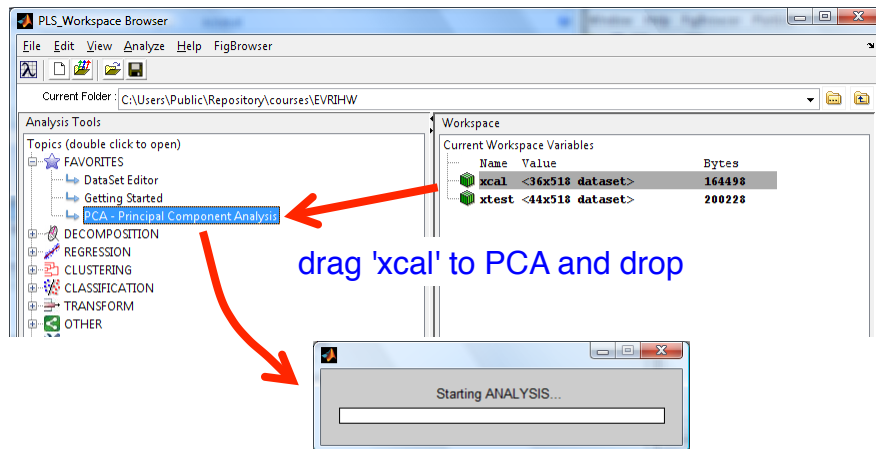 PLS_Workspace Browser
File Edit View Analyze Help FigBrowser
Current Folder: C:\Users\Public\Repository\courses\EVRIHW
Analysis Tools
Topics (double click to open)
FAVORITES
DataSet Editor
Getting Started
PCA - Principal Component Analysis
DECOMPOSITION
REGRESSION
CLUSTERING
CLASSIFICATION
TRANSFORM
OTHER
Workspace
Current Workspace Variables
Name Value Bytes
xcal <36x518 dataset> 164498
xtest <44x518 dataset> 200228
drag 'xcal' to PCA and drop
Starting ANALYSIS...